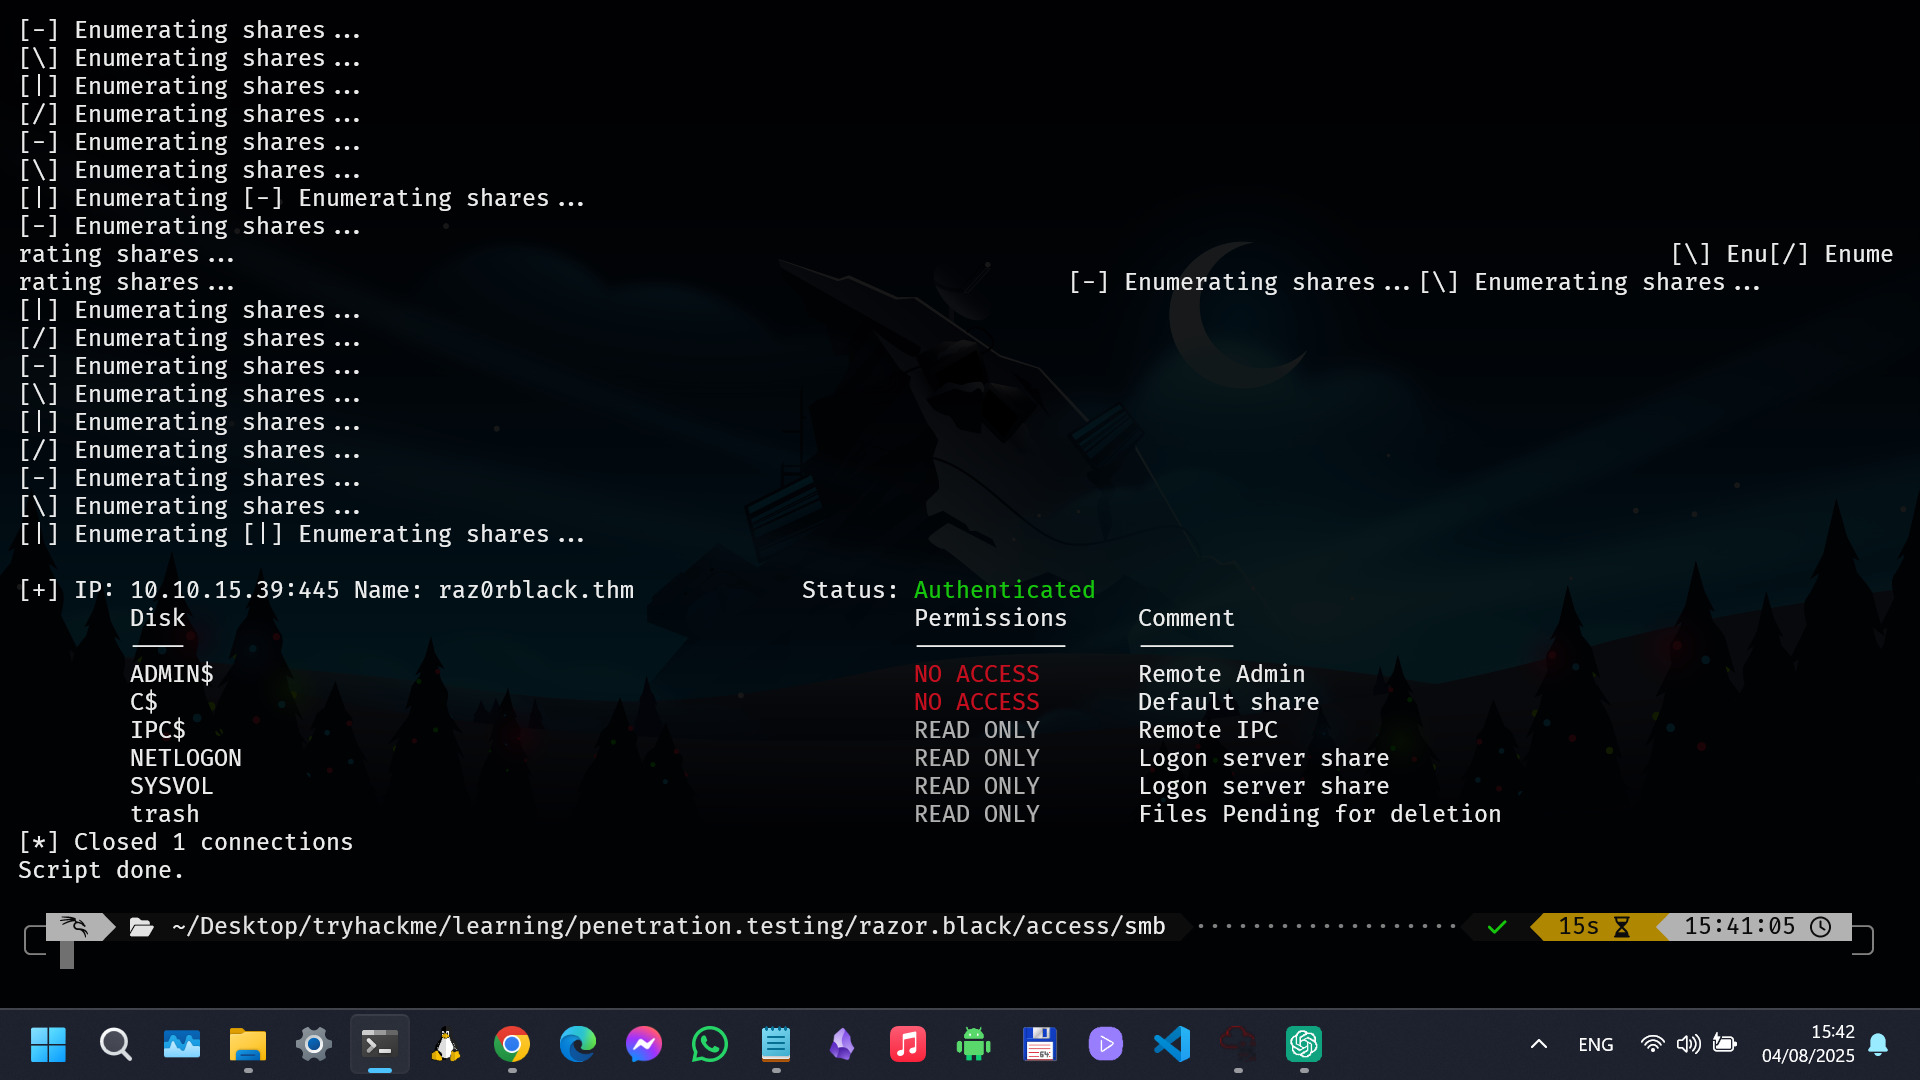 [-] Enumerating shares...
[\] Enumerating shares...
[|] Enumerating shares...
[/] Enumerating shares...
[-] Enumerating shares...
[\] Enumerating shares...
[|] Enumerating [-] Enumerating shares...
[-] Enumerating shares...
rating shares... [\] Enu[/] Enume
rating shares... [-] Enumerating shares...[\] Enumerating shares...
[|] Enumerating shares...
[/] Enumerating shares...
[-] Enumerating shares...
[\] Enumerating shares...
[|] Enumerating shares...
[/] Enumerating shares...
[-] Enumerating shares...
[\] Enumerating shares...
[|] Enumerating [|] Enumerating shares...
[+] IP: 10.10.15.39:445 Name: raz0rblack.thm Status: Authenticated
Disk Permissions Comment
---- ----------- -------
ADMIN$ NO ACCESS Remote Admin
C$ NO ACCESS Default share
IPC$ READ ONLY Remote IPC
NETLOGON READ ONLY Logon server share
SYSVOL READ ONLY Logon server share
trash READ ONLY Files Pending for deletion
[*] Closed 1 connections
Script done.
~/Desktop/tryhackme/learning/penetration.testing/razor.black/access/smb 15s 15:41:05
64
ENG
15:42
04/08/2025